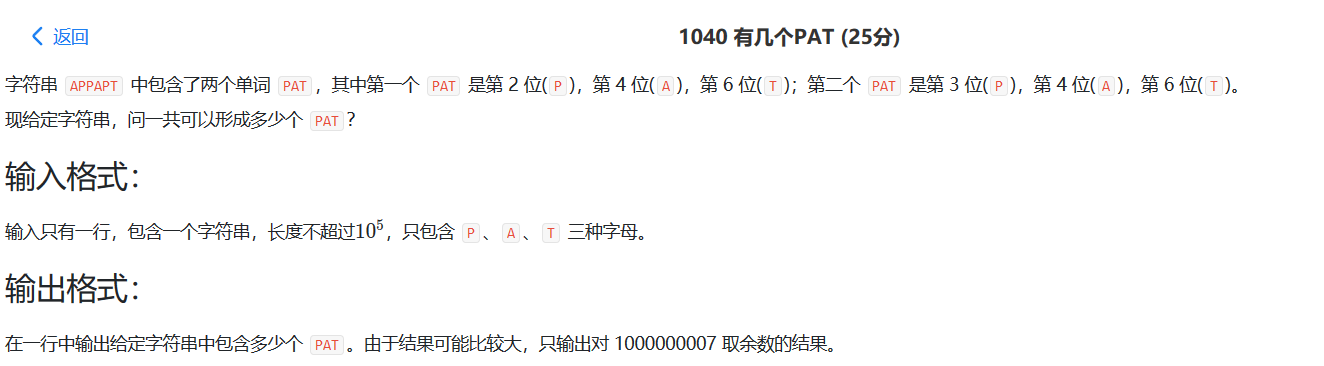 返回
1040 有几个PAT (25分)
字符串 APPAPT 中包含了两个单词 PAT，其中第一个 PAT 是第 2 位(P)，第 4 位(A)，第 6 位(T)；第二个 PAT 是第 3 位(P)，第 4 位(A)，第 6 位(T)。
现给定字符串，问一共可以形成多少个 PAT？
输入格式：
输入只有一行，包含一个字符串，长度不超过10⁵，只包含 P、A、T 三种字母。
输出格式：
在一行中输出给定字符串中包含多少个 PAT。由于结果可能比较大，只输出对 1000000007 取余数的结果。